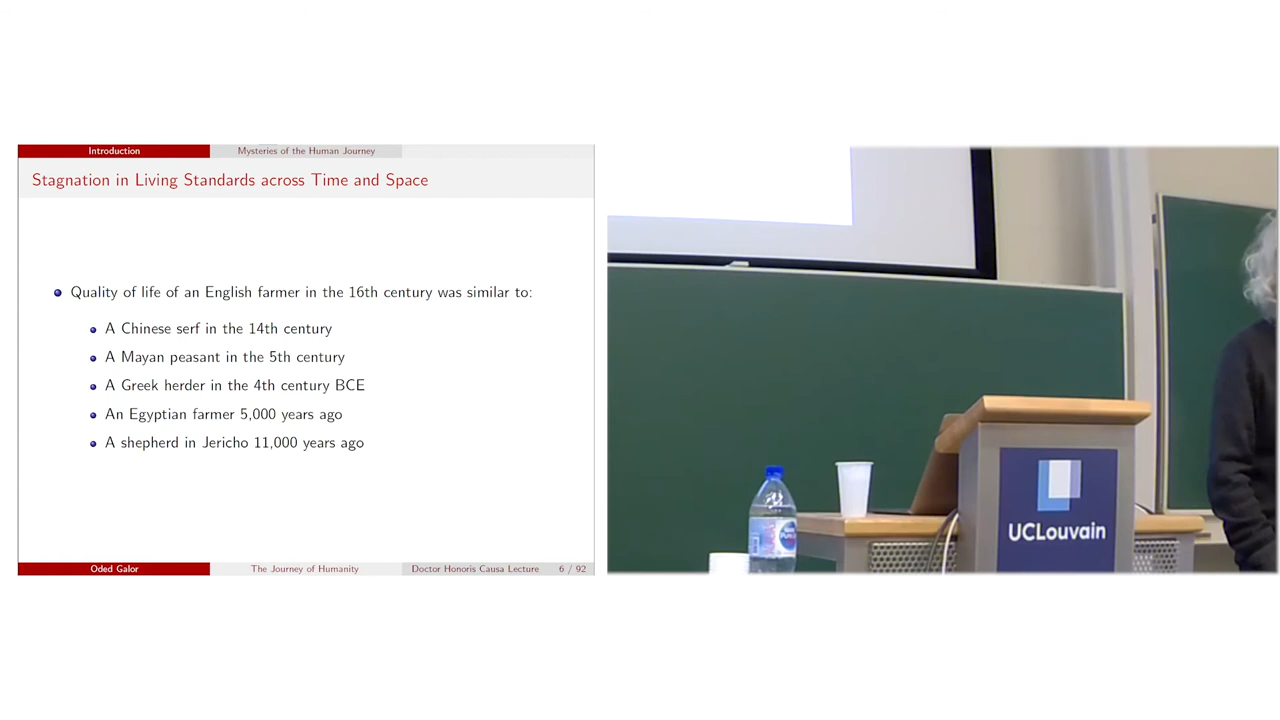 Introduction
Mysteries of the Human Journey
Stagnation in Living Standards across Time and Space
Quality of life of an English farmer in the 16th century was similar to:
A Chinese serf in the 14th century
A Mayan peasant in the 5th century
A Greek herder in the 4th century BCE
An Egyptian farmer 5,000 years ago
A shepherd in Jericho 11,000 years ago
Oded Galor
The Journey of Humanity
Doctor Honoris Causa Lecture
6 / 92
UCLouvain